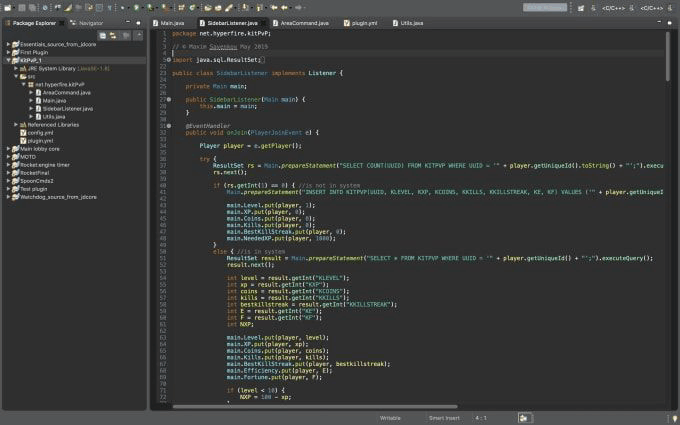 Package Explorer
Navigator
Main.java
SidebarListener.java
AreaCommand.java
plugin.yml
Utils.java
<C/C++>
<C/C++>
Essentials_source_from_jdcore
First Plugin
KitPvP_1
JRE System Library [JavaSE-1.8]
src
net.hyperfire.kitPvP
AreaCommand.java
Main.java
SidebarListener.java
Utils.java
Referenced Libraries
config.yml
plugin.yml
Main lobby core
MOTD
Rocket.engine timer
RocketFinal
SpoonCmds2
Test plugin
Watchdog_source_from_jdcore
1 package net.hyperfire.kitPvP;
2
3 // © Maxim Savenkov May 2019
4
5 import java.sql.ResultSet;
22
23 public class SidebarListener implements Listener {
24
25 private Main main;
26
27 public SidebarListener(Main main) {
28 this.main = main;
29 }
30
31 @EventHandler
32 public void onJoin(PlayerJoinEvent e) {
33
34 Player player = e.getPlayer();
35
36 try {
37 ResultSet rs = Main.prepareStatement("SELECT COUNT(UUID) FROM KITPVP WHERE UUID = '" + player.getUniqueId().toString() + "';").execu
38 rs.next();
39
40 if (rs.getInt(1) == 0) { //is not in system
41 Main.prepareStatement("INSERT INTO KITPVP(UUID, KLEVEL, KXP, KCOINS, KKILLS, KKILLSTREAK, KE, KF) VALUES ('" + player.getUniqueI
42
43 main.Level.put(player, 1);
44 main.XP.put(player, 0);
45 main.Coins.put(player, 0);
46 main.Kills.put(player, 0);
47 main.BestKillStreak.put(player, 0);
48 main.NeededXP.put(player, 1000);
49 }
50 else { //is in system
51 ResultSet result = Main.prepareStatement("SELECT * FROM KITPVP WHERE UUID = '" + player.getUniqueId() + "';").executeQuery();
52 result.next();
53
54 int level = result.getInt("KLEVEL");
55 int xp = result.getInt("KXP");
56 int coins = result.getInt("KCOINS");
57 int kills = result.getInt("KKILLS");
58 int bestkillstreak = result.getInt("KKILLSTREAK");
59 int E = result.getInt("KE");
60 int F = result.getInt("KF");
61 int NXP;
62
63 main.Level.put(player, level);
64 main.XP.put(player, xp);
65 main.Coins.put(player, coins);
66 main.Kills.put(player, kills);
67 main.BestKillStreak.put(player, bestkillstreak);
68 main.Efficiency.put(player, E);
69 main.Fortune.put(player, F);
70
71 if (level < 10) {
72 NXP = 100 - xp;
Writable
Smart Insert
4 : 1